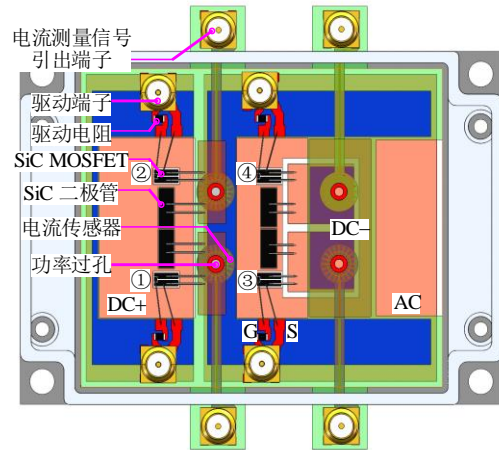 电流测量信号
引出端子
驱动端子
驱动电阻
SiC MOSFET
② ④
SiC 二极管
电流传感器
DC−
功率过孔
① ③
DC+ AC
G S